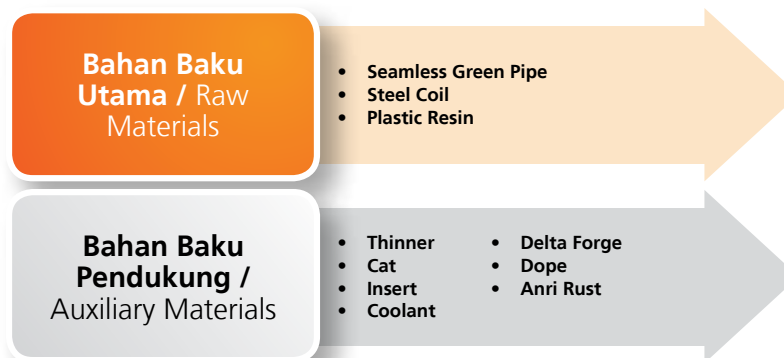 Bahan Baku
Utama / Raw
Materials
• Seamless Green Pipe
• Steel Coil
• Plastic Resin
Bahan Baku
Pendukung /
Auxiliary Materials
• Thinner
• Cat
• Insert
• Coolant
• Delta Forge
• Dope
• Anri Rust